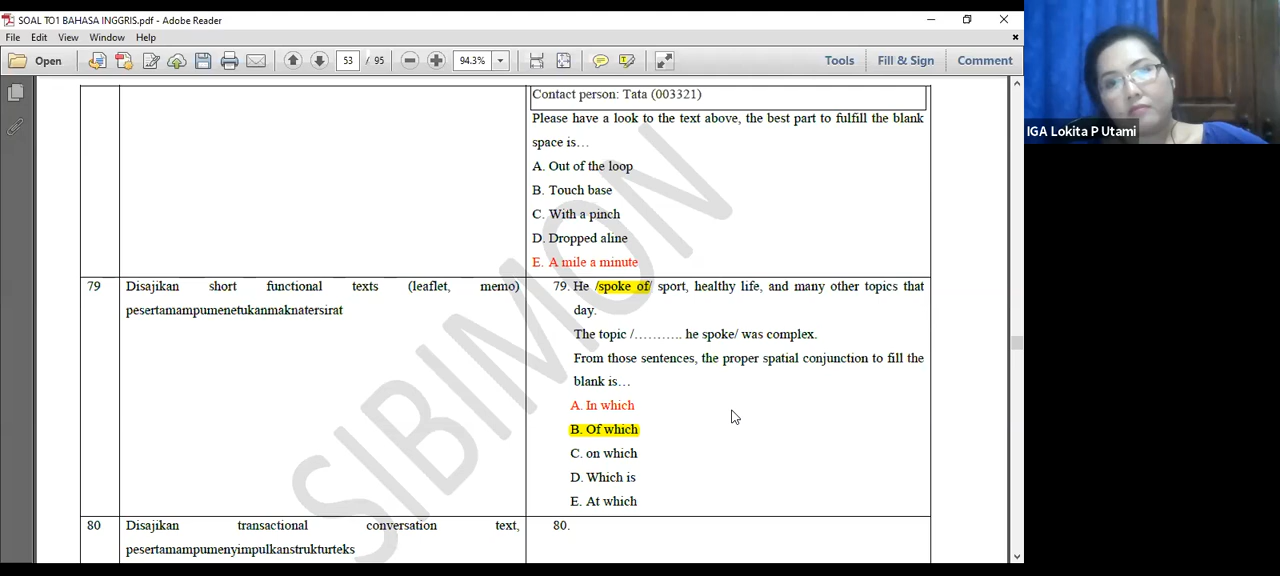 SOAL TO1 BAHASA INGGRIS.pdf - Adobe Reader
File Edit View Window Help
Open 53 / 95 94.3% Tools Fill & Sign Comment
IGA Lokita P Utami
Contact person: Tata (003321)
Please have a look to the text above, the best part to fulfill the blank
space is…
A. Out of the loop
B. Touch base
C. With a pinch
D. Dropped aline
E. A mile a minute
79 Disajikan short functional texts (leaflet, memo)
pesertamampumenetukanmaknatersirat
79. He /spoke of/ sport, healthy life, and many other topics that
day.
The topic /……….. he spoke/ was complex.
From those sentences, the proper spatial conjunction to fill the
blank is…
A. In which
B. Of which
C. on which
D. Which is
E. At which
80 Disajikan transactional conversation text,
pesertamampumenyimpulkanstrukturteks
80.
SIBIMON